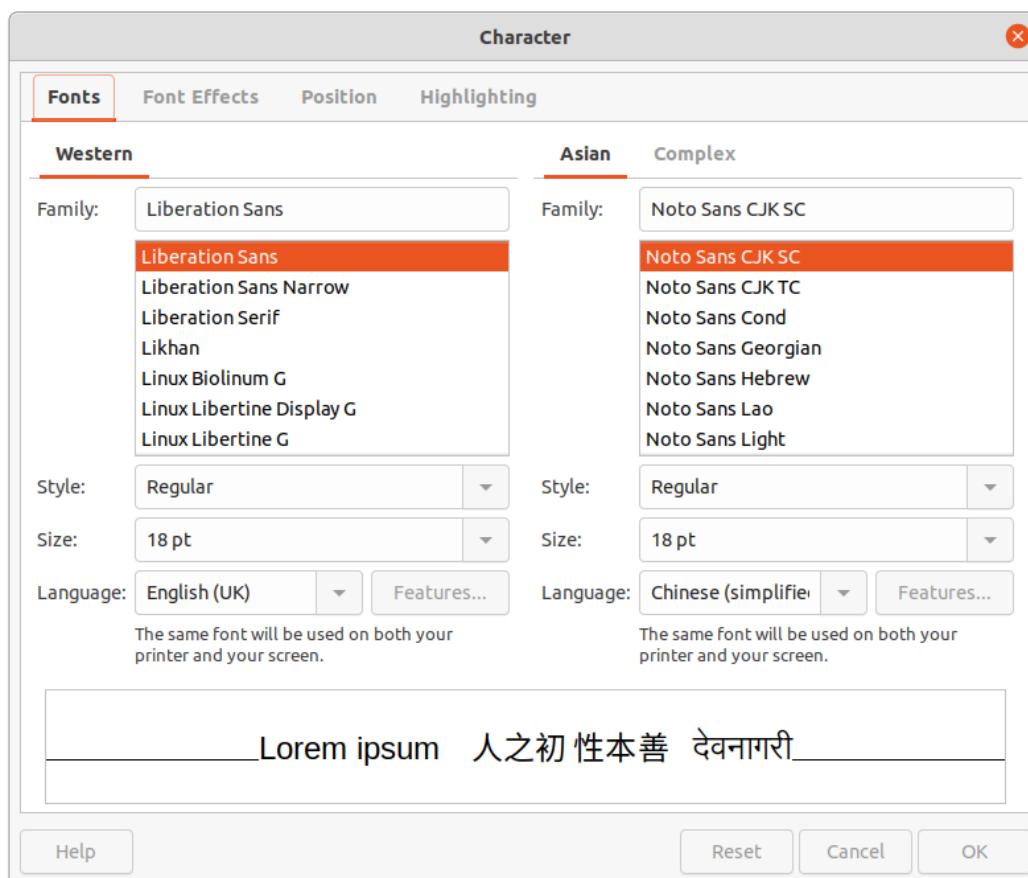 Character
Fonts Font Effects Position Highlighting
Western
Family: Liberation Sans
Liberation Sans
Liberation Sans Narrow
Liberation Serif
Likhan
Linux Biolinum G
Linux Libertine Display G
Linux Libertine G
Style: Regular
Size: 18 pt
Language: English (UK) Features...
The same font will be used on both your
printer and your screen.
Asian Complex
Family: Noto Sans CJK SC
Noto Sans CJK SC
Noto Sans CJK TC
Noto Sans Cond
Noto Sans Georgian
Noto Sans Hebrew
Noto Sans Lao
Noto Sans Light
Style: Regular
Size: 18 pt
Language: Chinese (simplifie Features...
The same font will be used on both your
printer and your screen.
Lorem ipsum 人之初 性本善 देवनागरी
Help Reset Cancel OK